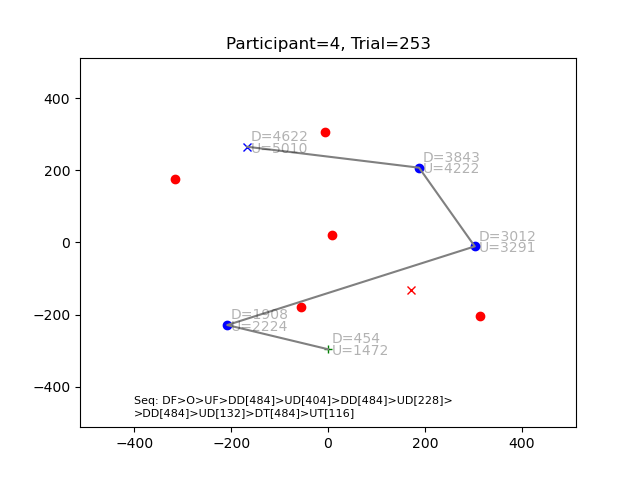 Participant=4, Trial=253
400
200
0
−200
−400
D=4622
U=5010
D=3843
U=4222
D=3012
U=3291
D=1908
U=2224
D=454
U=1472
Seq: DF>O>UF>DD[484]>UD[404]>DD[484]>UD[228]>
>DD[484]>UD[132]>DT[484]>UT[116]
−400
−200
0
200
400